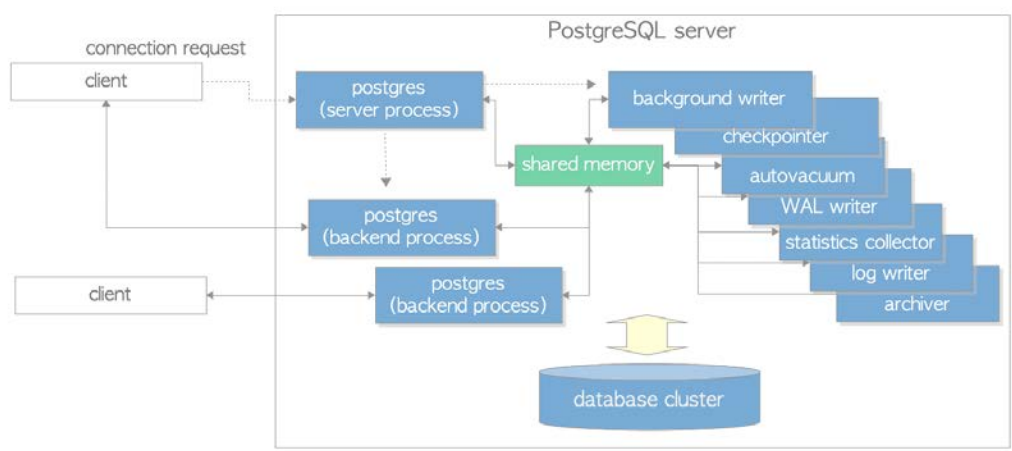 PostgreSQL server
connection request
client
postgres
(server process)
background writer
checkpointer
shared memory
autovacuum
WAL writer
postgres
(backend process)
statistics collector
log writer
client
postgres
(backend process)
archiver
database cluster